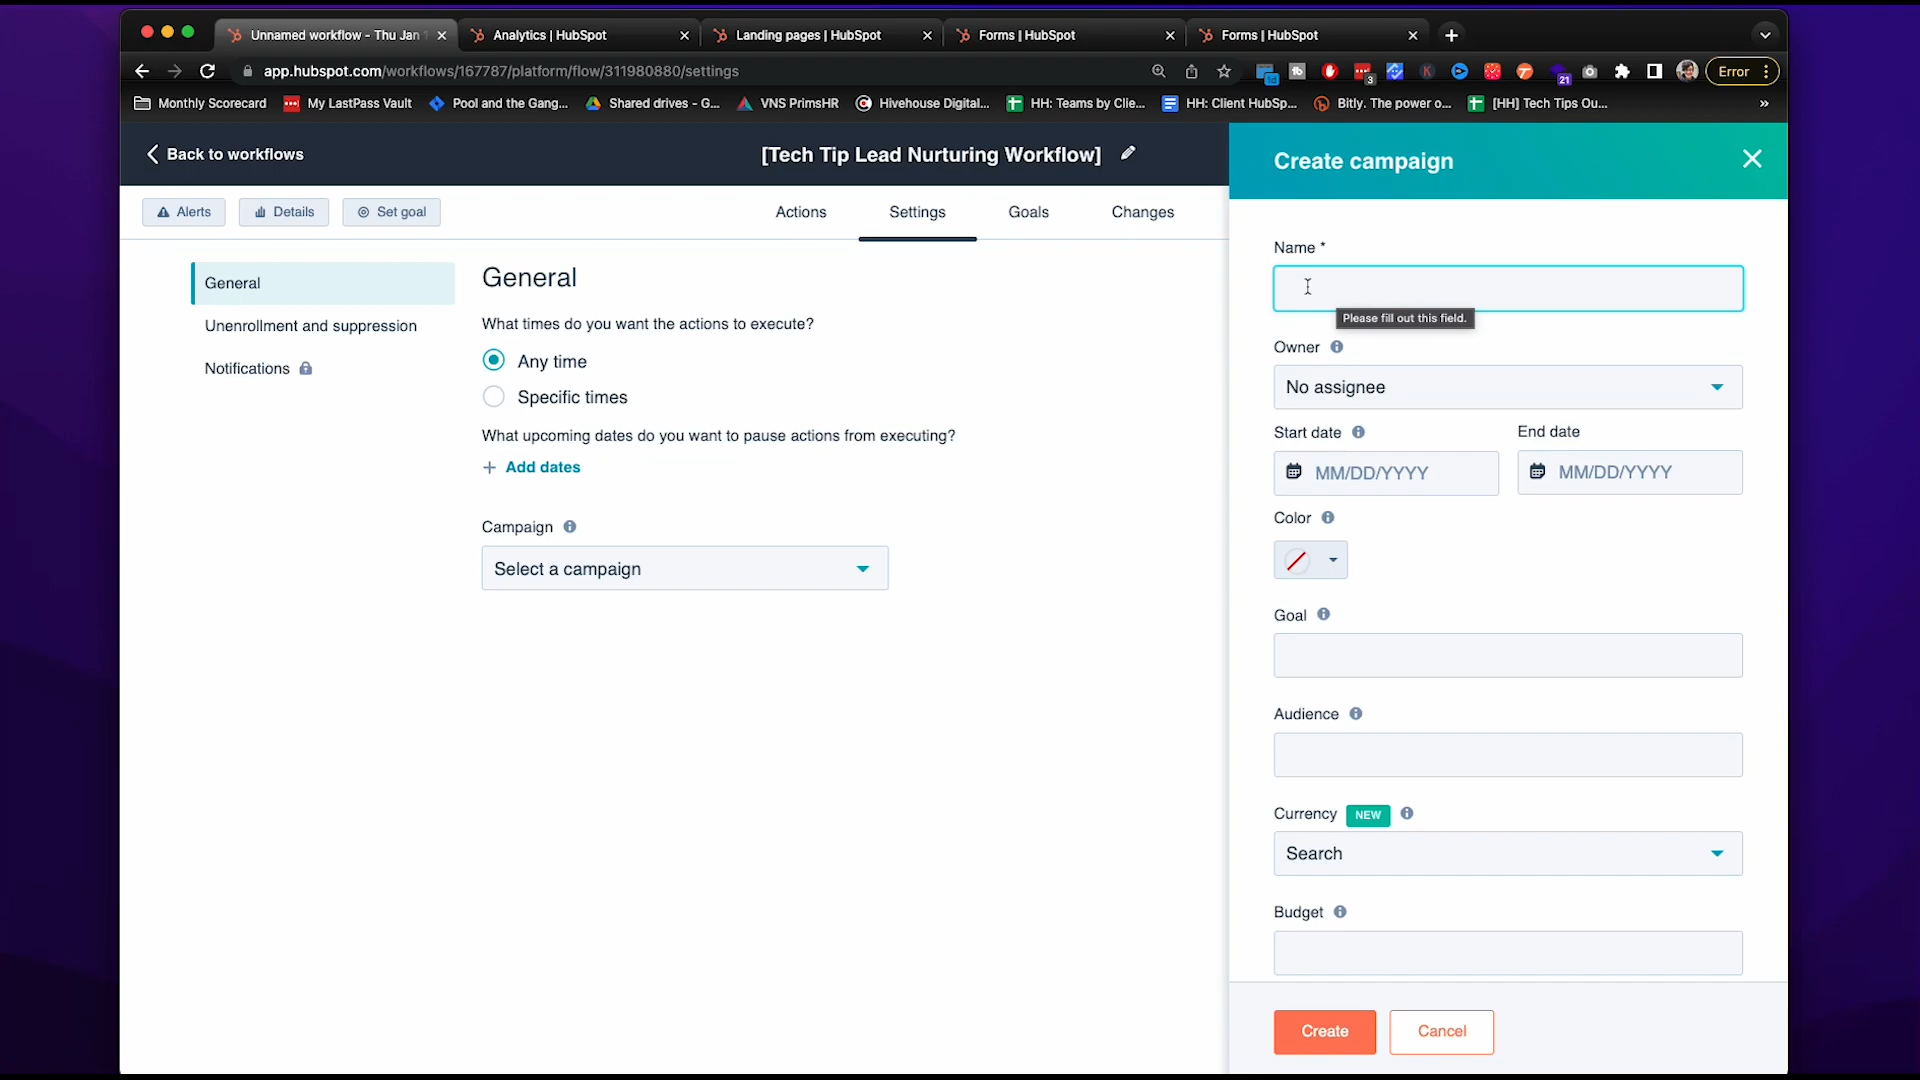 Unnamed workflow - Thu Jan 1
Analytics | HubSpot
Landing pages | HubSpot
Forms | HubSpot
Forms | HubSpot
app.hubspot.com/workflows/167787/platform/flow/311980880/settings
1d
3
21
Error
Monthly Scorecard
My LastPass Vault
Pool and the Gang...
Shared drives - G...
VNS PrismHR
Hivehouse Digital...
HH: Teams by Clie...
HH: Client HubSp...
Bitly. The power o...
[HH] Tech Tips Ou...
Back to workflows
[Tech Tip Lead Nurturing Workflow]
Create campaign
Alerts
Details
Set goal
Actions
Settings
Goals
Changes
General
Unenrollment and suppression
Notifications
General
What times do you want the actions to execute?
Any time
Specific times
What upcoming dates do you want to pause actions from executing?
+ Add dates
Campaign
Select a campaign
Name *
Please fill out this field.
Owner
No assignee
Start date
End date
MM/DD/YYYY
MM/DD/YYYY
Color
Goal
Audience
Currency NEW
Search
Budget
Create
Cancel